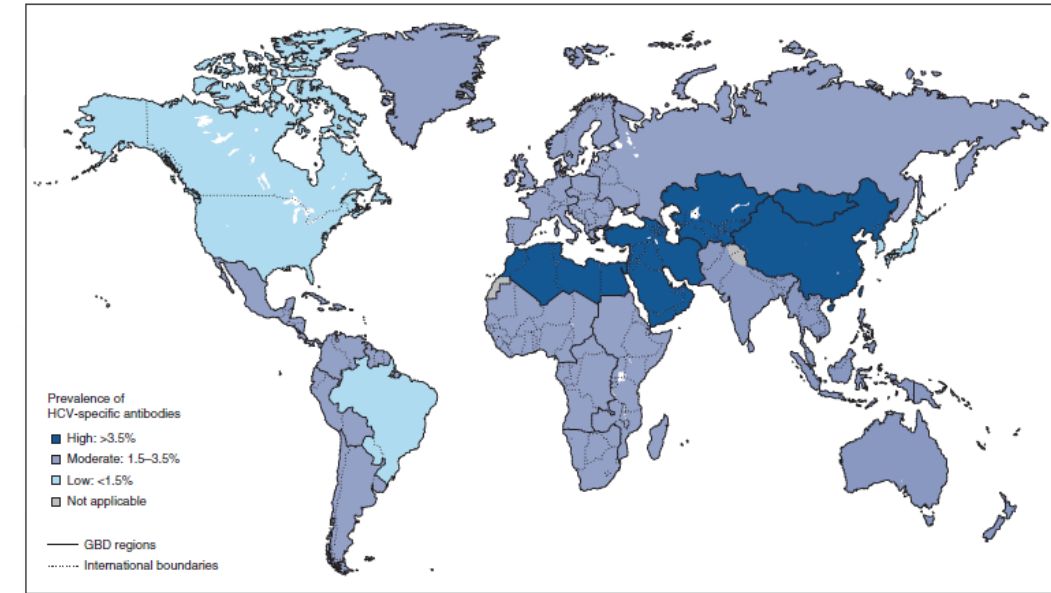 Prevalence of
HCV-specific antibodies
High: >3.5%
Moderate: 1.5–3.5%
Low: <1.5%
Not applicable
GBD regions
International boundaries